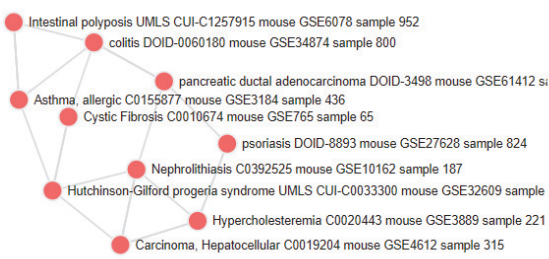 Intestinal polyposis UMLS CUI-C1257915 mouse GSE6078 sample 952
colitis DOID-0060180 mouse GSE34874 sample 800
pancreatic ductal adenocarcinoma DOID-3498 mouse GSE61412
Asthma, allergic C0155877 mouse GSE3184 sample 436
Cystic Fibrosis C0010674 mouse GSE765 sample 65
psoriasis DOID-8893 mouse GSE27628 sample 824
Nephrolithiasis C0392525 mouse GSE10162 sample 187
Hutchinson-Gilford progeria syndrome UMLS CUI-C0033300 mouse GSE32609 sample
Hypercholesteremia C0020443 mouse GSE3889 sample 221
Carcinoma, Hepatocellular C0019204 mouse GSE4612 sample 315